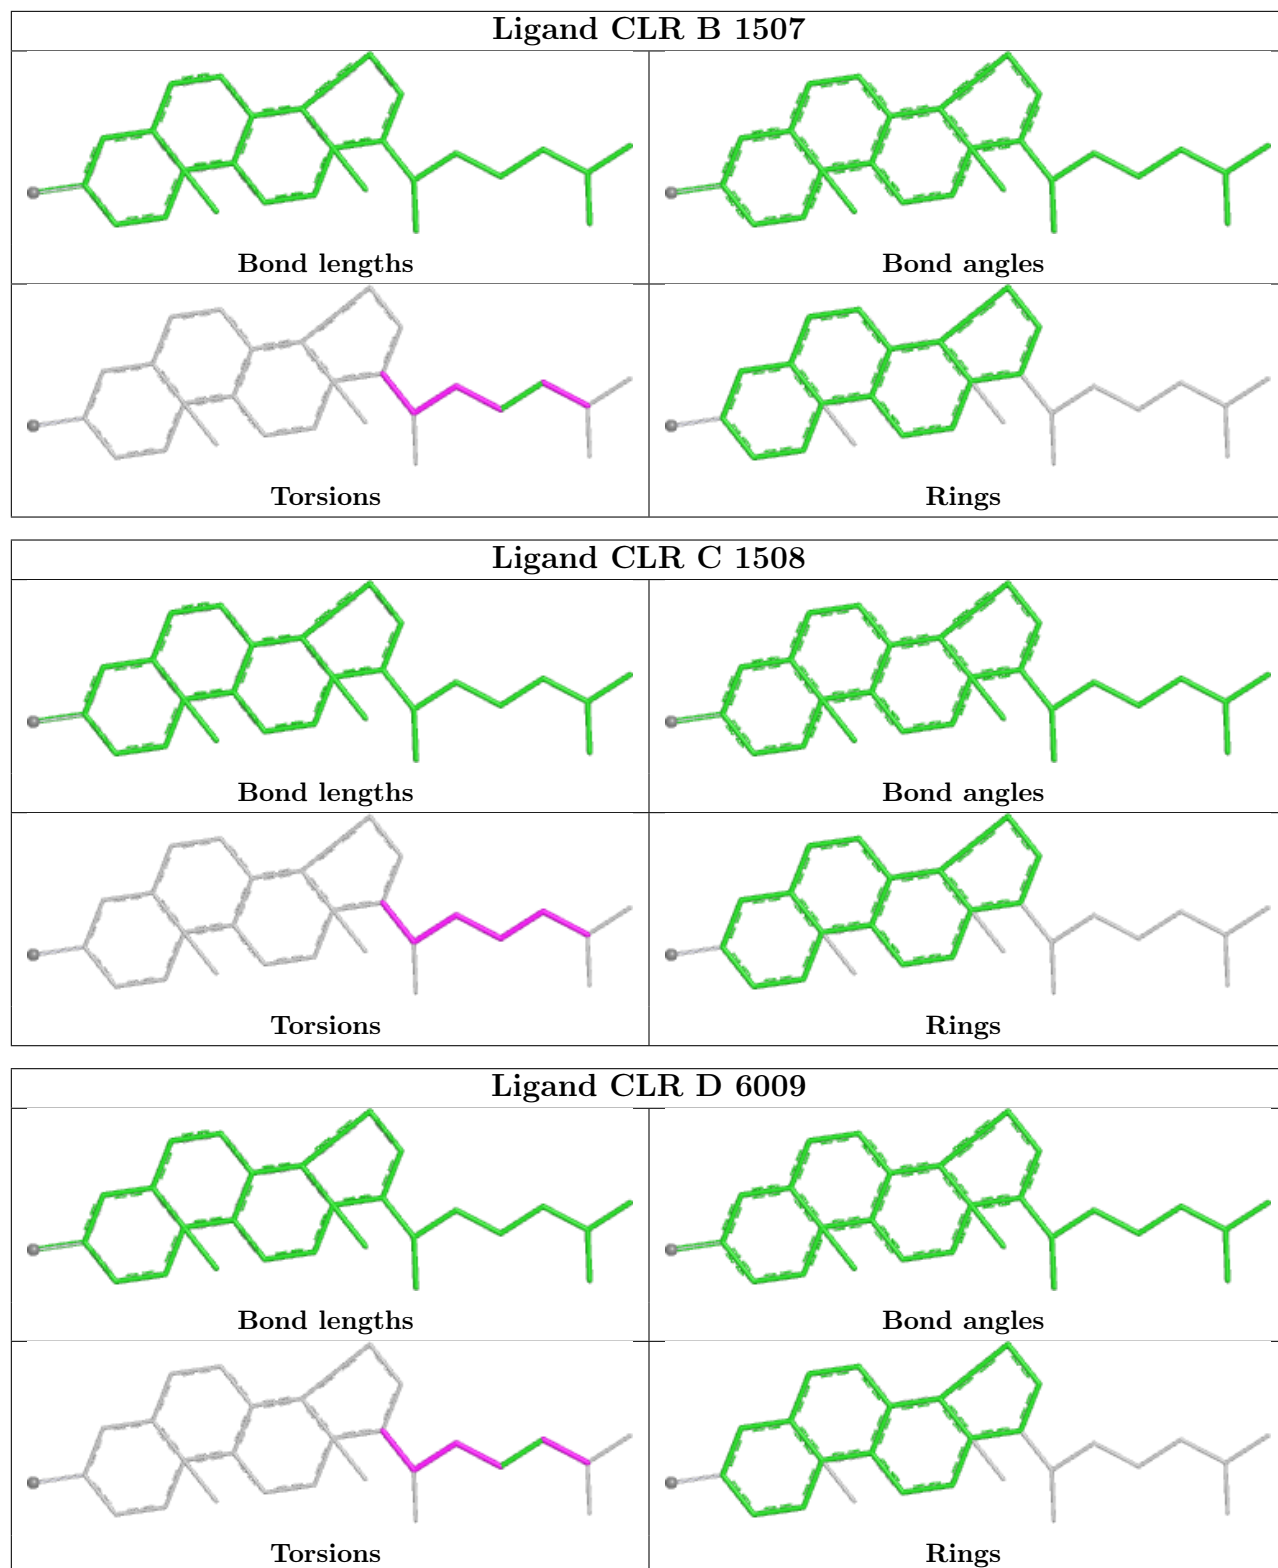 Ligand CLR B 1507
Bond lengths
Bond angles
Torsions
Rings
Ligand CLR C 1508
Bond lengths
Bond angles
Torsions
Rings
Ligand CLR D 6009
Bond lengths
Bond angles
Torsions
Rings